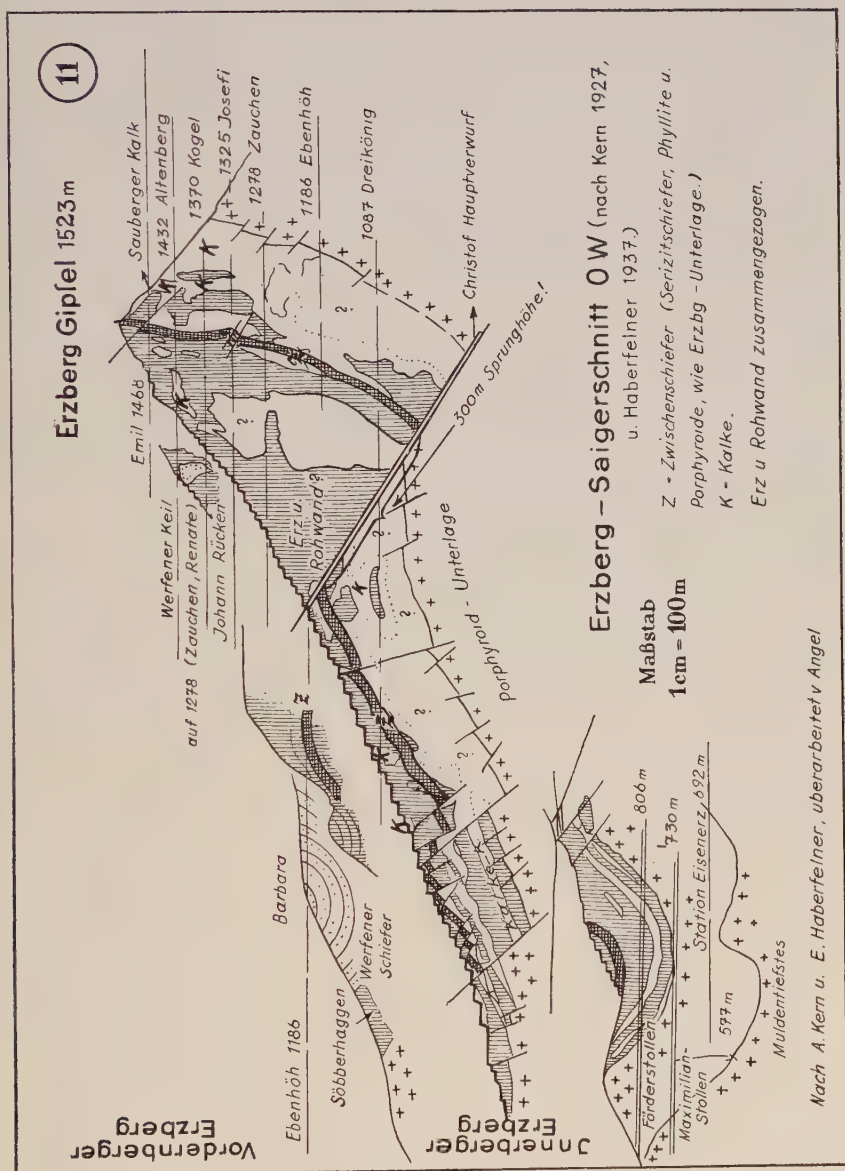 11
Erzberg Gipfel 1523m
Sauberger Kalk
1432 Altenberg
1370 Kogel
1325 Josefi
1278 Zauchen
1186 Ebenhöh
1087 Dreikönig
Christof Hauptverwurf
300m Sprunghöhe!
Emil 1468
Werfener Keil
auf 1278 (Zauchen, Renate)
Johann Rücken
Erz u.
Rohwand?
K
K
K
K
K
K
K
Z
Z
Z
?
?
?
?
?
?
?
porphyroid - Unterlage
Kalke-K
Vordernberger
Erzberg
Ebenhöh 1186
Barbara
Söbberhaggen
Werfener
Schiefer
Innerberger
Erzberg
Erzberg - Saigerschnitt OW (nach Kern 1927,
u. Haberfelner 1937.)
Z = Zwischenschiefer (Serizitschiefer, Phyllite u.
Porphyroide, wie Erzbg - Unterlage.)
K = Kalke.
Erz u Rohwand zusammengezogen.
Maßstab
1cm = 100m
806m
730m
Station Eisenerz, 692m
Förderstollen
Maximilian-
Stollen
577m
Muldentiefstes
Nach A. Kern u. E. Haberfelner, uberarbeitet v Angel